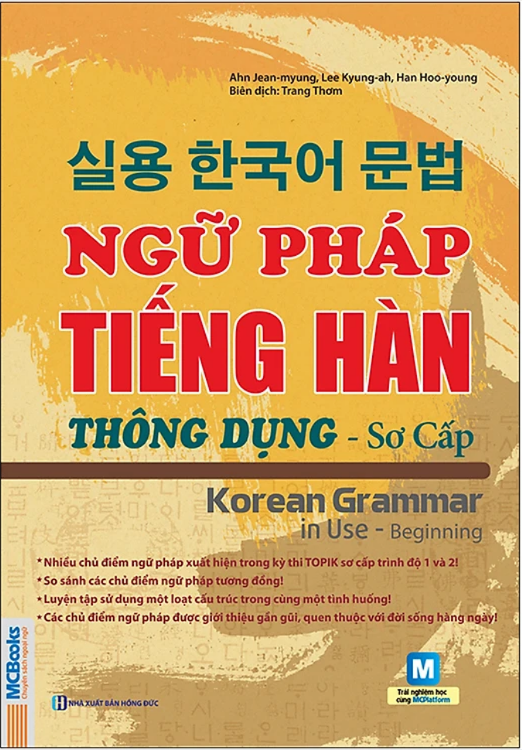 Ahn Jean-myung, Lee Kyung-ah, Han Hoo-young
Biên dịch: Trang Thơm
실용 한국어 문법
NGỮ PHÁP
TIẾNG HÀN
THÔNG DỤNG - Sơ Cấp
Korean Grammar
in Use - Beginning
* Nhiều chủ điểm ngữ pháp xuất hiện trong kỳ thi TOPIK sơ cấp trình độ 1 và 2!
* So sánh các chủ điểm ngữ pháp tương đồng!
* Luyện tập sử dụng một loạt cấu trúc trong cùng một tình huống!
* Các chủ điểm ngữ pháp được giới thiệu gần gũi, quen thuộc với đời sống hàng ngày!
MCBooks
Chuyên sách ngoại ngữ
NHÀ XUẤT BẢN HỒNG ĐỨC
M
Trải nghiệm học
cùng MCPlatform